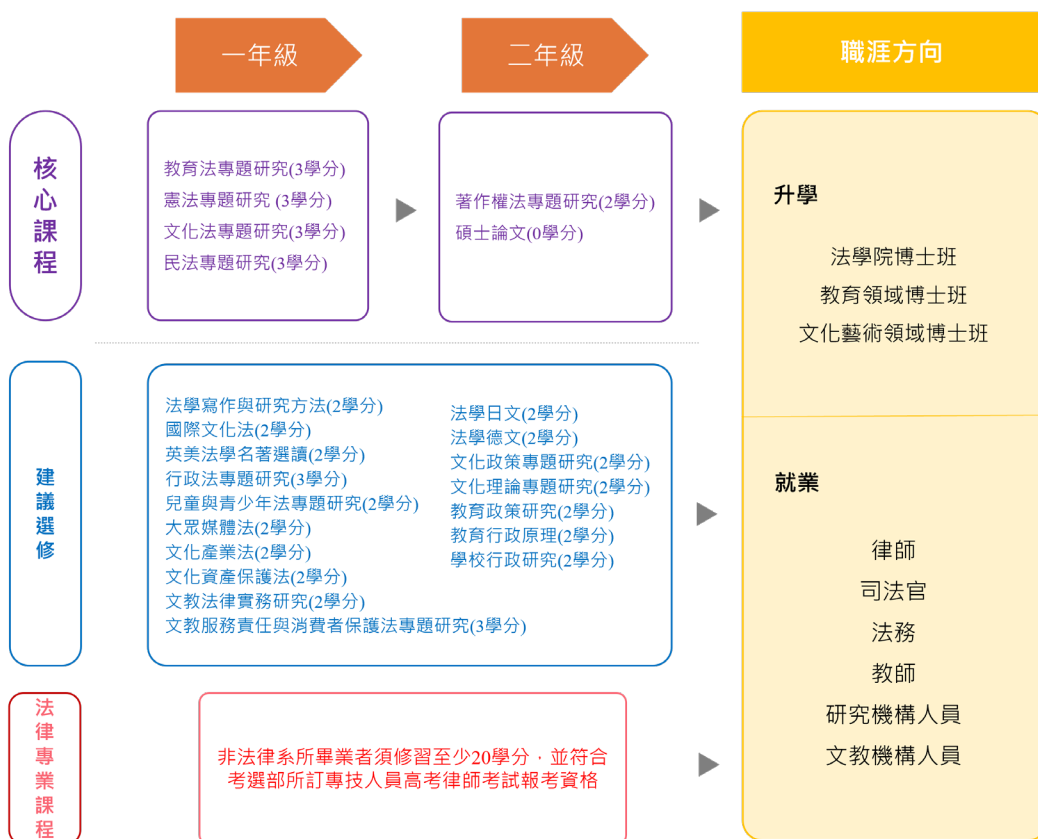 一年級
二年級
職涯方向
核心課程
教育法專題研究(3學分)
憲法專題研究 (3學分)
文化法專題研究(3學分)
民法專題研究(3學分)
著作權法專題研究(2學分)
碩士論文(0學分)
升學
法學院博士班
教育領域博士班
文化藝術領域博士班
建議選修
法學寫作與研究方法(2學分)
國際文化法(2學分)
英美法學名著選讀(2學分)
行政法專題研究(3學分)
兒童與青少年法專題研究(2學分)
大眾媒體法(2學分)
文化產業法(2學分)
文化資產保護法(2學分)
文教法律實務研究(2學分)
文教服務責任與消費者保護法專題研究(3學分)
法學日文(2學分)
法學德文(2學分)
文化政策專題研究(2學分)
文化理論專題研究(2學分)
教育政策研究(2學分)
教育行政原理(2學分)
學校行政研究(2學分)
就業
律師
司法官
法務
教師
研究機構人員
文教機構人員
法律專業課程
非法律系所畢業者須修習至少20學分，並符合
考選部所訂專技人員高考律師考試報考資格